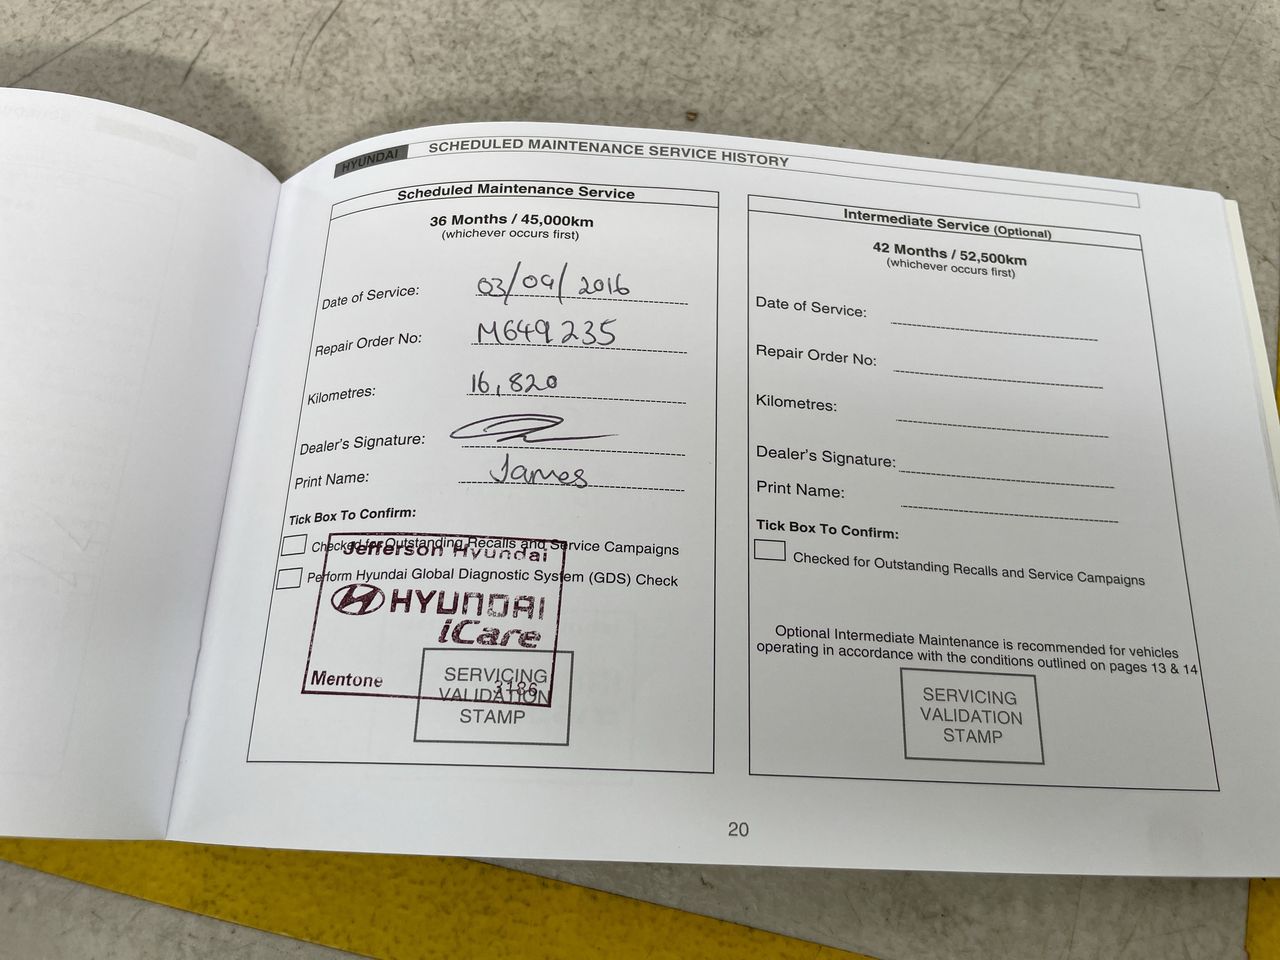 HYUNDAI
SCHEDULED MAINTENANCE SERVICE HISTORY
Scheduled Maintenance Service
36 Months / 45,000km
(whichever occurs first)
Date of Service: 03/09/2016
Repair Order No: M649235
Kilometres: 16,820
Dealer's Signature:
Print Name: James
Tick Box To Confirm:
Checked for Outstanding Recalls and Service Campaigns
Perform Hyundai Global Diagnostic System (GDS) Check
Jefferson Hyundai
HYUNDAI
iCare
Mentone 3186
SERVICING
VALIDATION
STAMP
Intermediate Service (Optional)
42 Months / 52,500km
(whichever occurs first)
Date of Service:
Repair Order No:
Kilometres:
Dealer's Signature:
Print Name:
Tick Box To Confirm:
Checked for Outstanding Recalls and Service Campaigns
Optional Intermediate Maintenance is recommended for vehicles
operating in accordance with the conditions outlined on pages 13 & 14
SERVICING
VALIDATION
STAMP
20